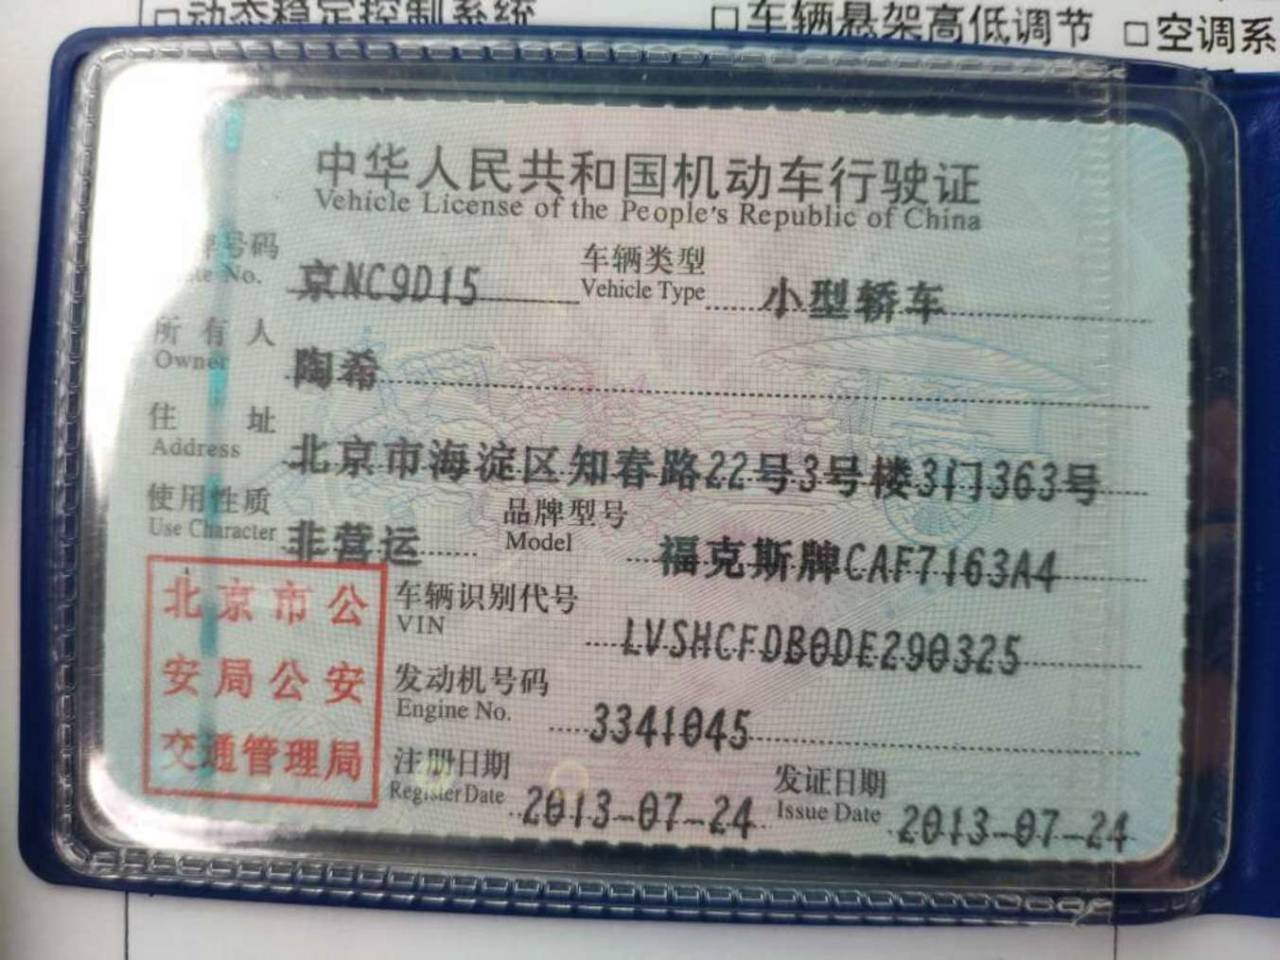 □动态稳定控制系统 □车辆悬架高低调节 □空调系
中华人民共和国机动车行驶证
Vehicle License of the People's Republic of China
号码 京NC9D15 车辆类型 小型轿车
No. Vehicle Type
所有人 陶希
Owner
住址 北京市海淀区知春路22号3号楼3门363号
Address
使用性质 非营运 品牌型号 福克斯牌CAF7163A4
Use Character Model
北京市公
安局公安
交通管理局
车辆识别代号 LVSHCFDB0DE290325
VIN
发动机号码 3341045
Engine No.
注册日期 2013-07-24 发证日期 2013-07-24
Register Date Issue Date